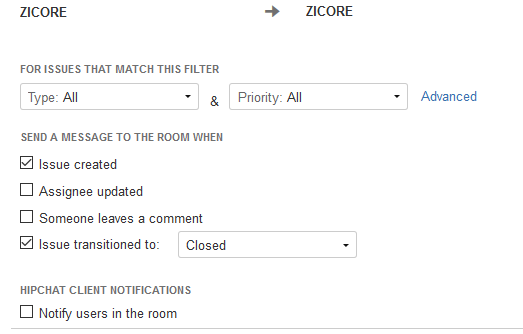 ZICORE → ZICORE
FOR ISSUES THAT MATCH THIS FILTER
Type: All & Priority: All Advanced
SEND A MESSAGE TO THE ROOM WHEN
Issue created
Assignee updated
Someone leaves a comment
Issue transitioned to: Closed
HIPCHAT CLIENT NOTIFICATIONS
Notify users in the room